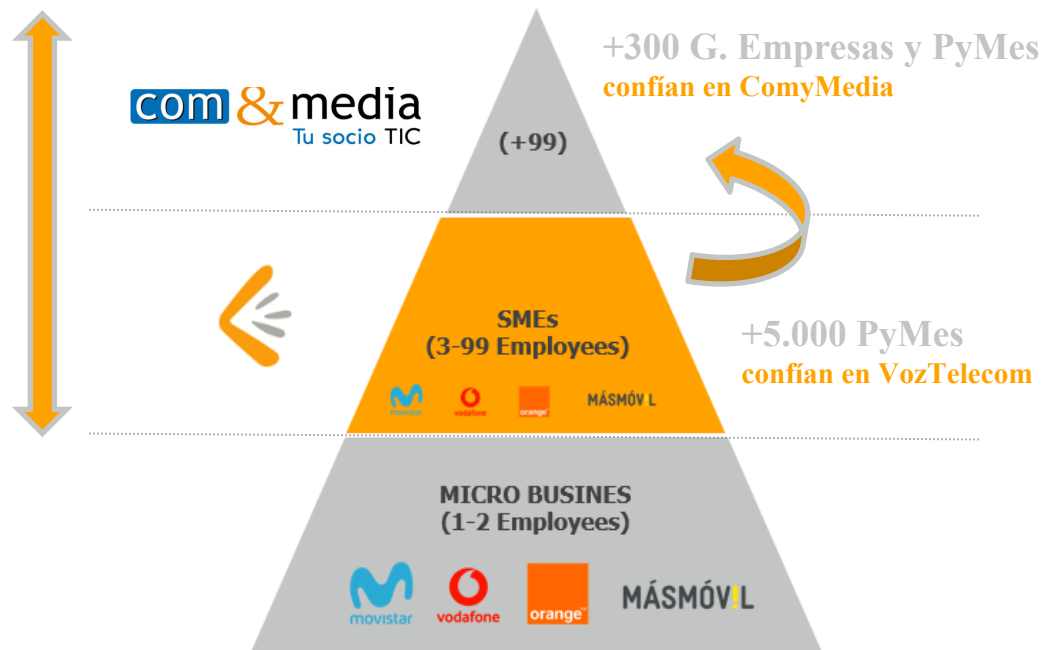 +300 G. Empresas y PyMes
confían en ComyMedia
com & media
Tu socio TIC
(+99)
SMEs
(3-99 Employees)
movistar
vodafone
orange
MÁSMÓV!L
+5.000 PyMes
confían en VozTelecom
MICRO BUSINES
(1-2 Employees)
movistar
vodafone
orange™
MÁSMÓV!L